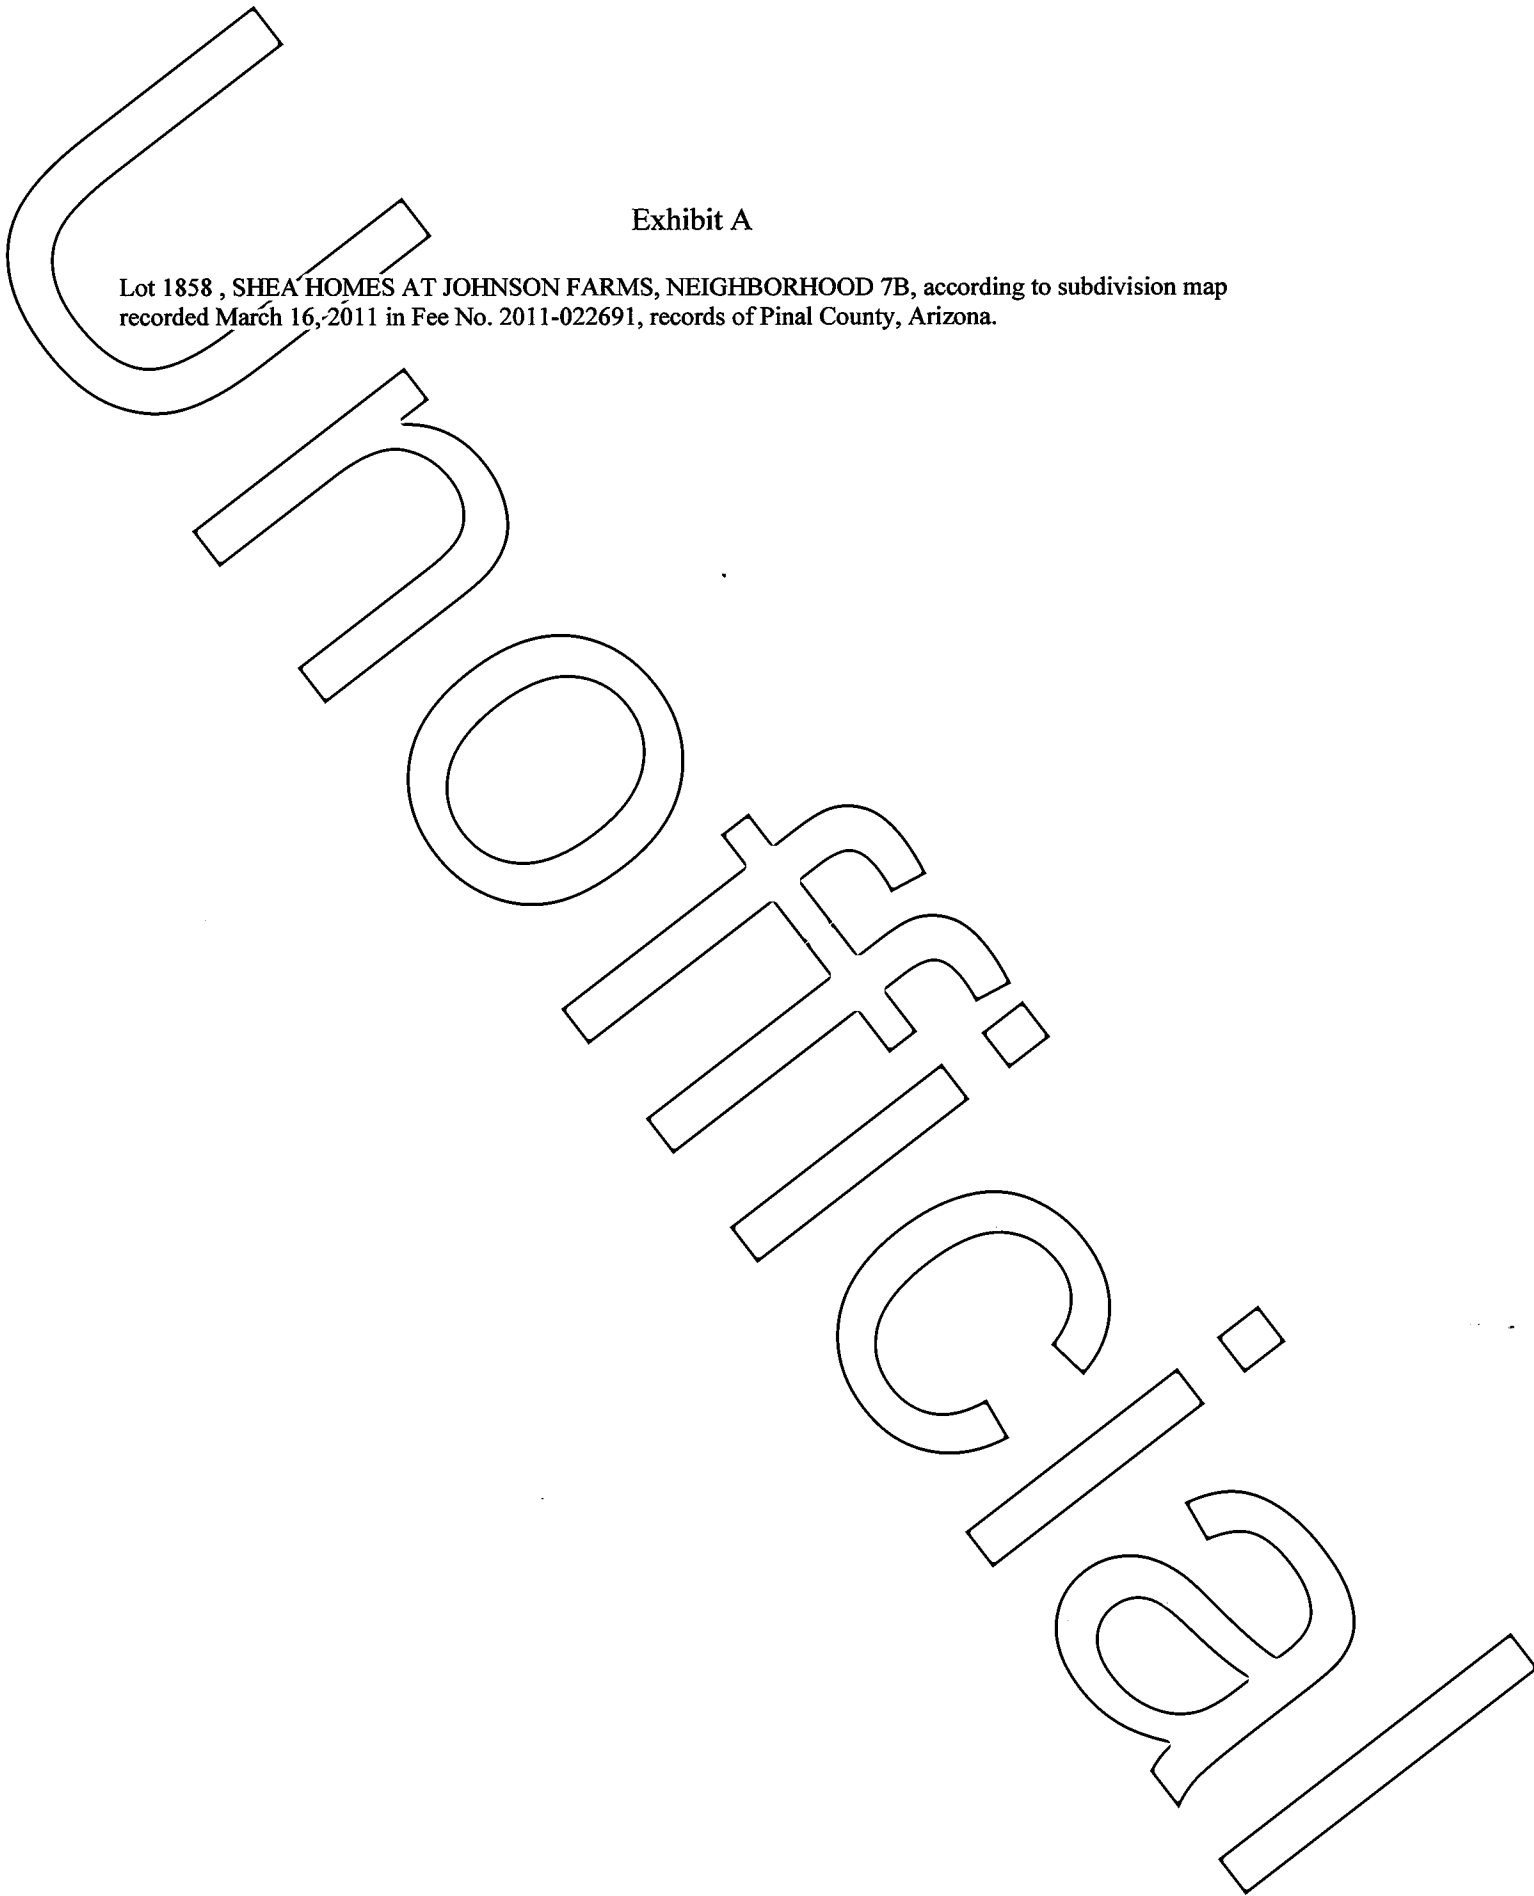 Exhibit A
Lot 1858 , SHEA HOMES AT JOHNSON FARMS, NEIGHBORHOOD 7B, according to subdivision map
recorded March 16, 2011 in Fee No. 2011-022691, records of Pinal County, Arizona.
Unofficial